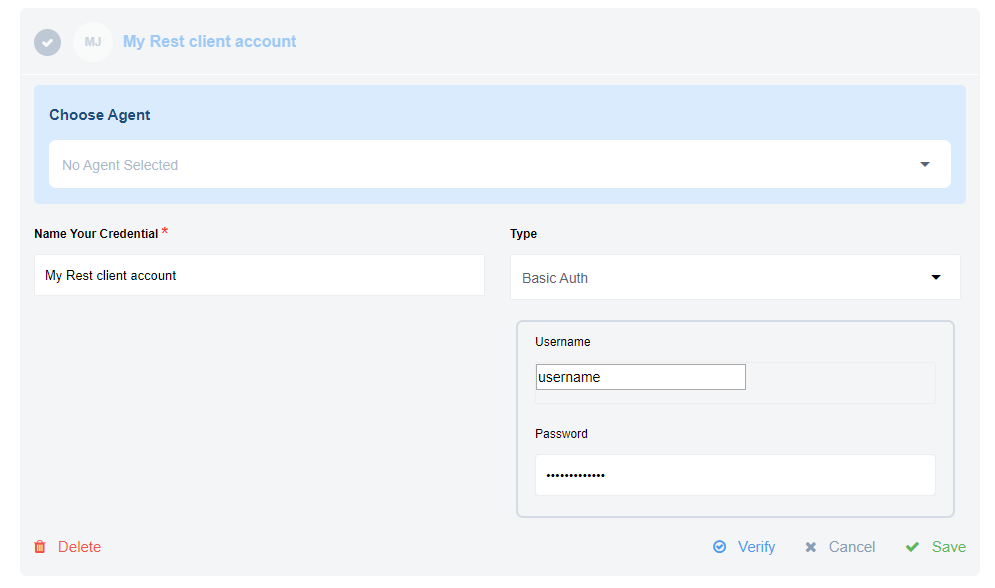 MJ My Rest client account
Choose Agent
No Agent Selected
Name Your Credential *
My Rest client account
Type
Basic Auth
Username
username
Password
•••••••••••••
Delete
Verify
Cancel
Save